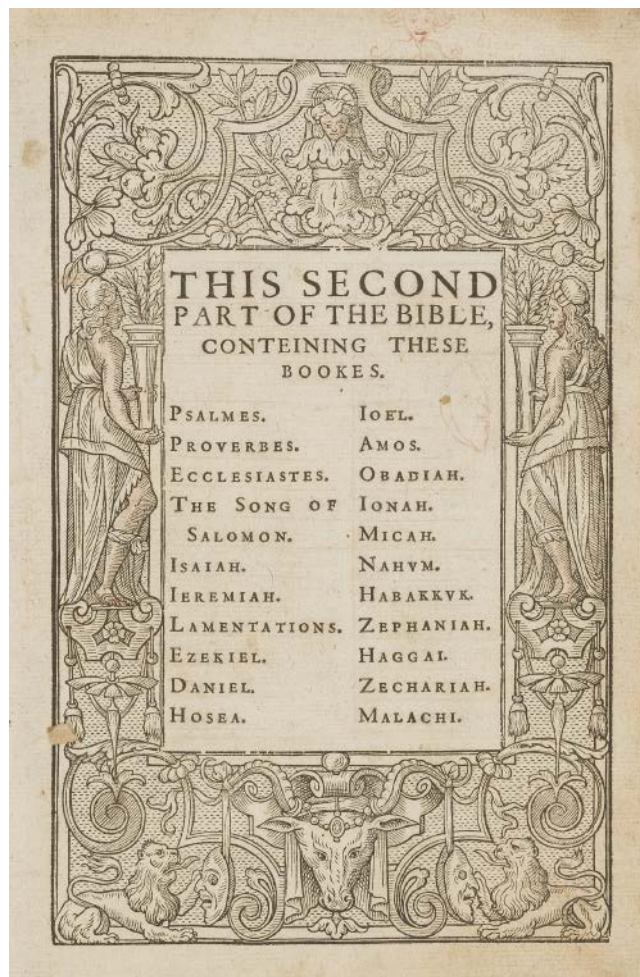 THIS SECOND
PART OF THE BIBLE,
CONTEINING THESE
BOOKES.
PSALMES.
PROVERBES.
ECCLESIASTES.
THE SONG OF
SALOMON.
ISAIAH.
IEREMIAH.
LAMENTATIONS.
EZEKIEL.
DANIEL.
HOSEA.
IOEL.
AMOS.
OBADIAH.
IONAH.
MICAH.
NAHVM.
HABAKKVK.
ZEPHANIAH.
HAGGAI.
ZECHARIAH.
MALACHI.